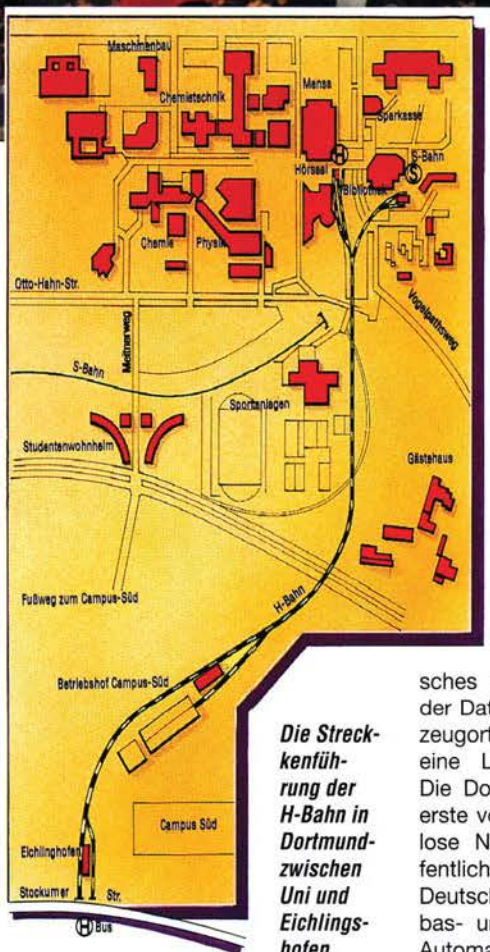 Maschinenbau
Chemietechnik
Mensa
Sparkasse
S-Bahn
H
S
Hörsaal
Bibliothek
Chemie
Physik
Otto-Hahn-Str.
Meitnerweg
Vogelpothsweg
S-Bahn
Sportanlagen
Studentenwohnheim
Gästehaus
Fußweg zum Campus-Süd
H-Bahn
Betriebshof Campus-Süd
Campus Süd
Eichlinghofen
Stockumer Str.
H Bus
Die Streck-
kenfüh-
rung der
H-Bahn in
Dortmund-
zwischen
Uni und
Eichlings-
hofen
sches
der Dat
zeugort
eine L
Die Do
erste vo
lose N
fentlich
Deutsch
bas- u
Automa